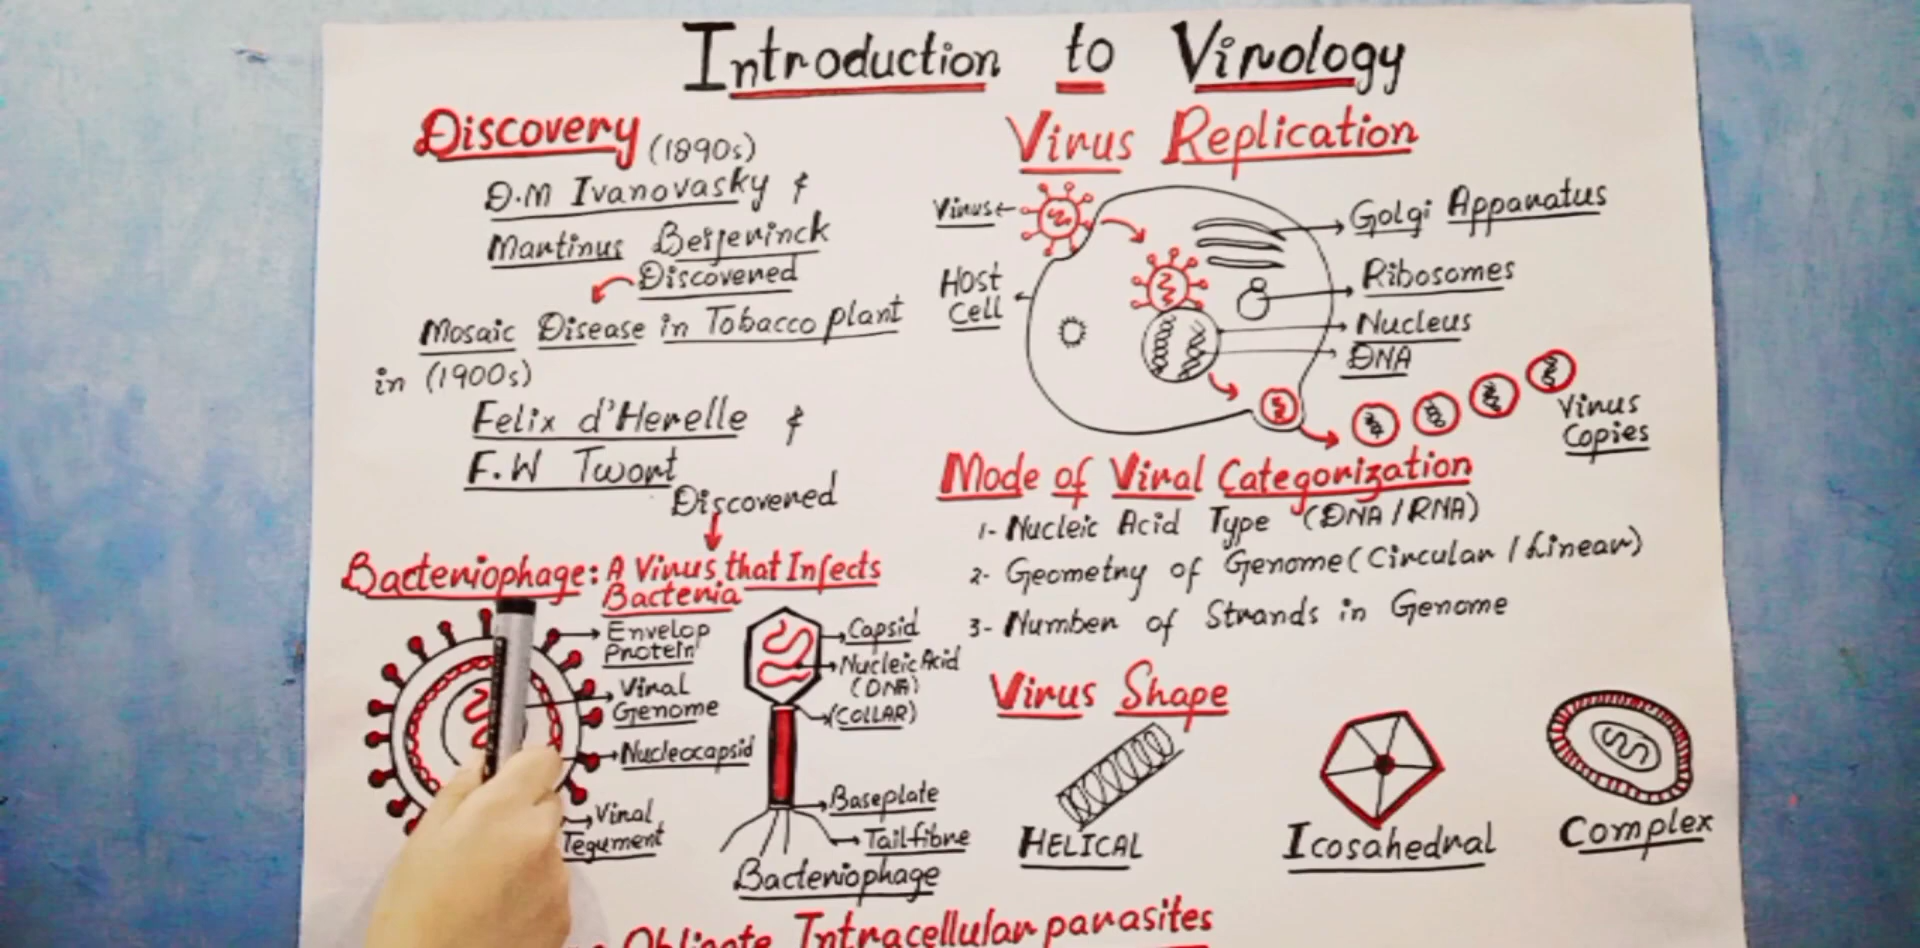 Introduction to Virology
Discovery (1890s)
D.M Ivanovasky &
Martinus Beijerinck
Discovered
Mosaic Disease in Tobacco plant
in (1900s)
Felix d'Herelle &
F.W Twort
Discovered
Bacteriophage: A Virus that Infects
Bacteria
Envelop
Protein
Viral
Genome
Nucleocapsid
Viral
Tegument
Capsid
Nucleic Acid
(DNA)
(COLLAR)
Baseplate
Tailfibre
Bacteriophage
Virus Replication
Virus
Host
Cell
Golgi Apparatus
Ribosomes
Nucleus
DNA
Virus
Copies
Mode of Viral Categorization
1- Nucleic Acid Type (DNA/RNA)
2- Geometry of Genome (Circular / Linear)
3- Number of Strands in Genome
Virus Shape
HELICAL
Icosahedral
Complex
Obligate Intracellular parasites